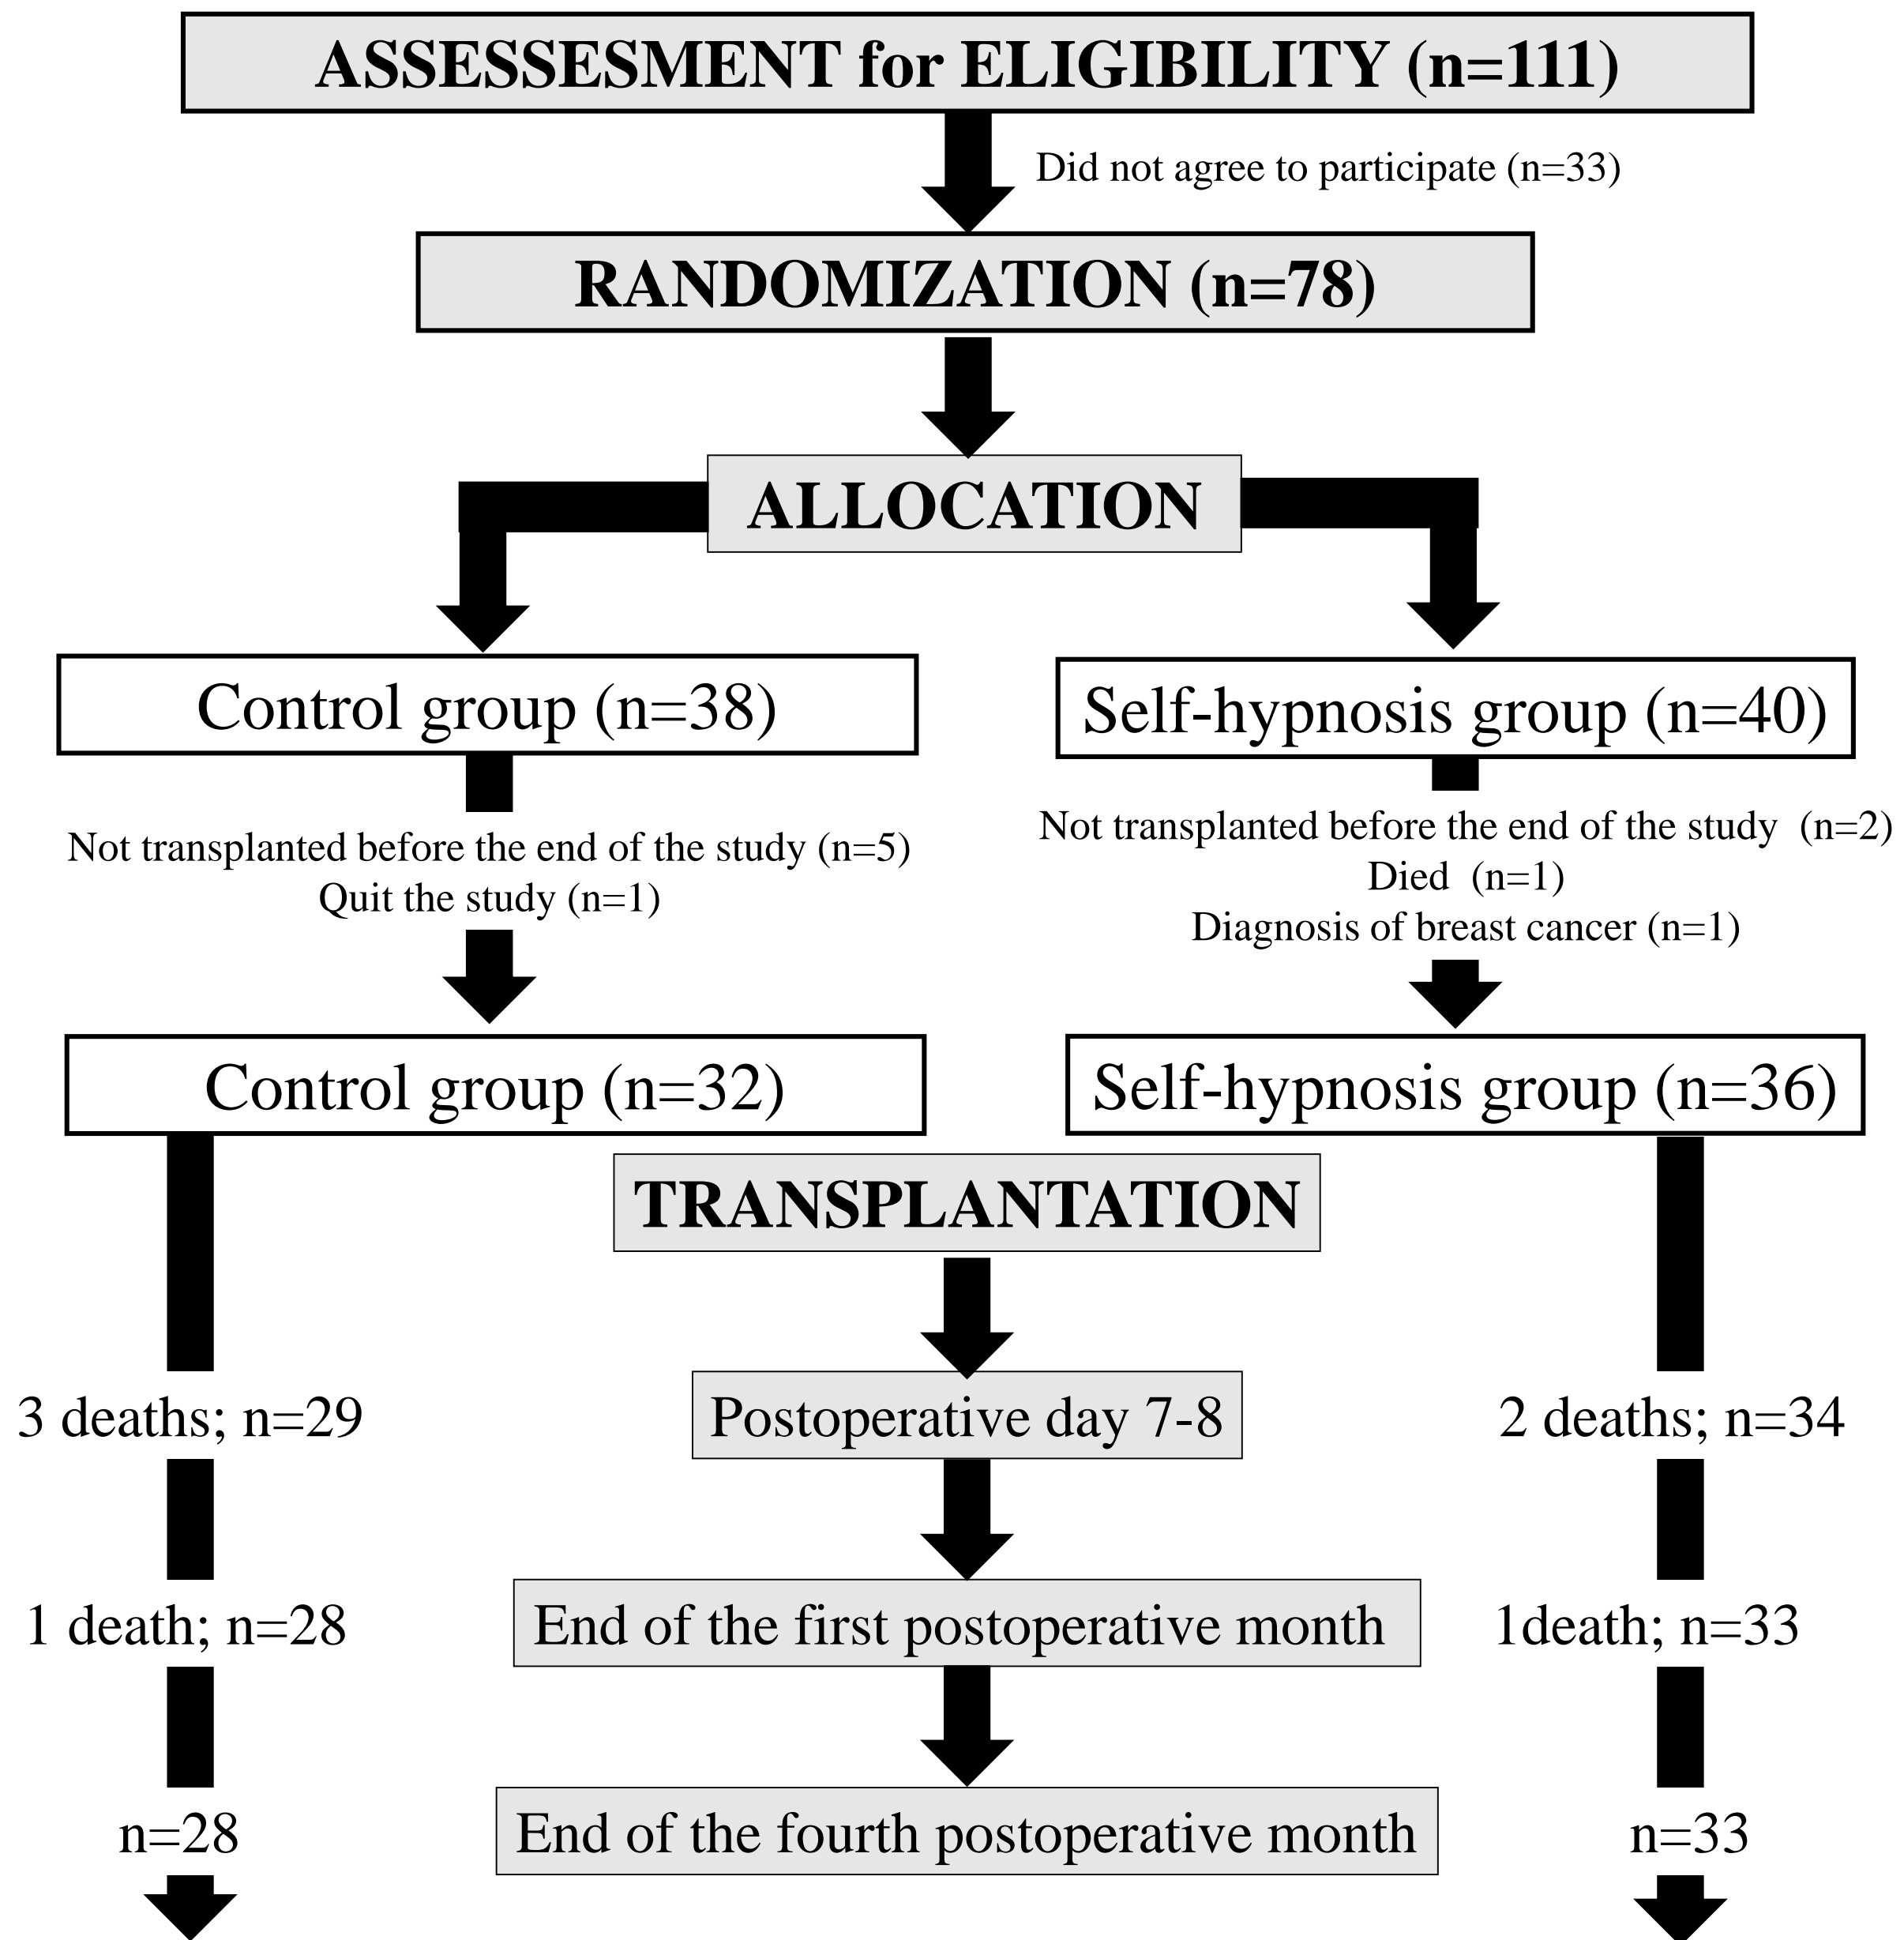 ASSESSESMENT for ELIGIBILITY (n=111)
Did not agree to participate (n=33)
RANDOMIZATION (n=78)
ALLOCATION
Control group (n=38)
Self-hypnosis group (n=40)
Not transplanted before the end of the study (n=5)
Quit the study (n=1)
Not transplanted before the end of the study (n=2)
Died (n=1)
Diagnosis of breast cancer (n=1)
Control group (n=32)
Self-hypnosis group (n=36)
TRANSPLANTATION
3 deaths; n=29
Postoperative day 7-8
2 deaths; n=34
1 death; n=28
End of the first postoperative month
1death; n=33
n=28
End of the fourth postoperative month
n=33